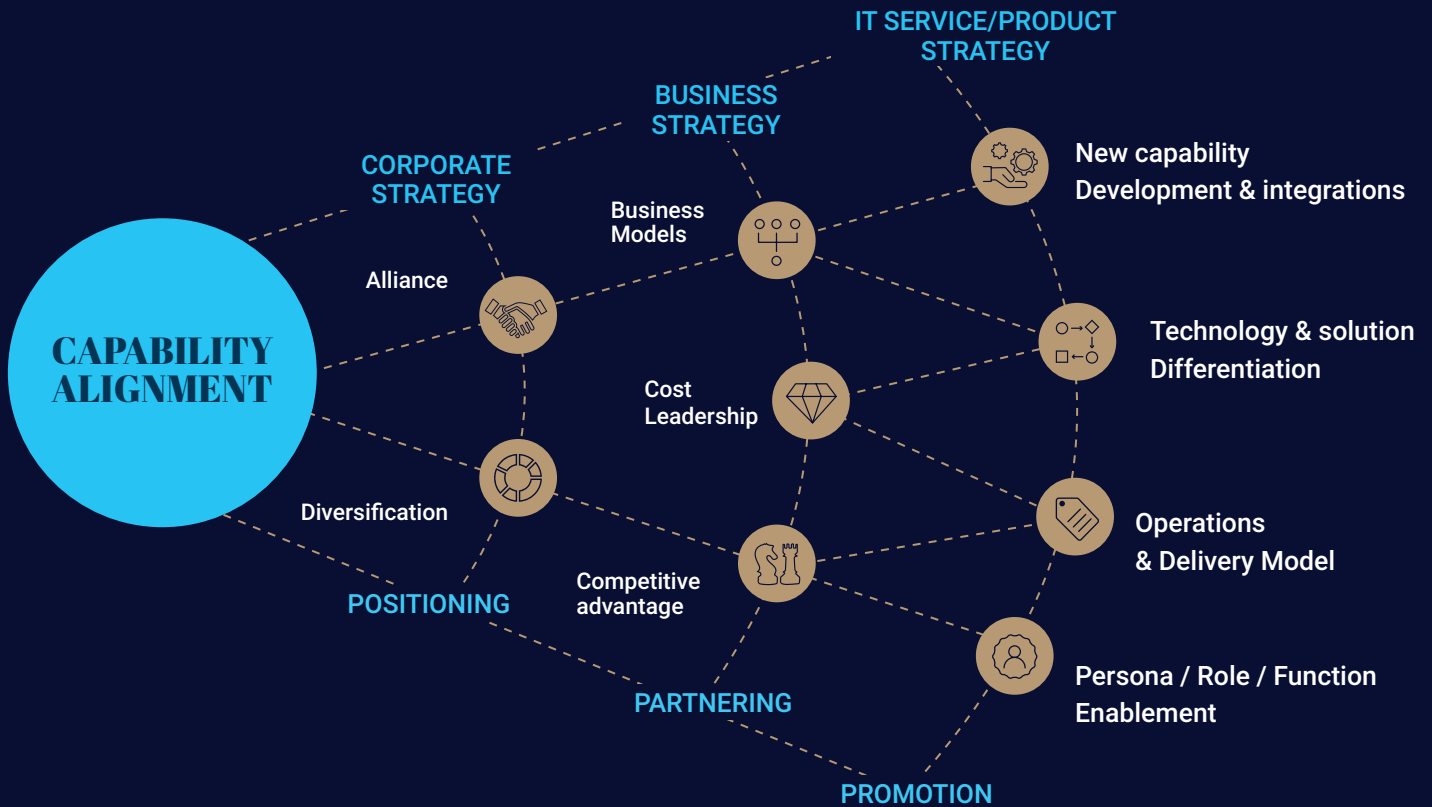 IT SERVICE/PRODUCT
STRATEGY
BUSINESS
STRATEGY
CORPORATE
STRATEGY
New capability
Development & integrations
Business
Models
Alliance
Technology & solution
Differentiation
CAPABILITY
ALIGNMENT
Cost
Leadership
Diversification
Operations
& Delivery Model
Competitive
advantage
POSITIONING
Persona / Role / Function
Enablement
PARTNERING
PROMOTION